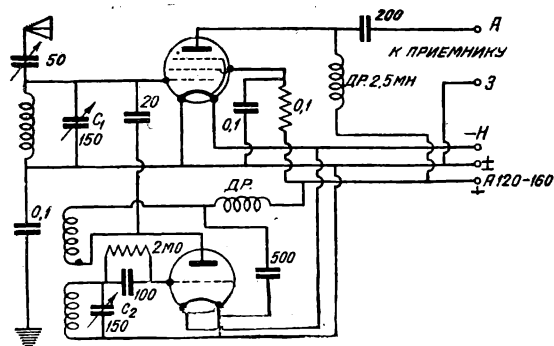 200
А
50
К ПРИЕМНИКУ
ДР. 2,5 МН
З
20
0,1
0,1
C₁
150
-Н
±
А 120-160
+
0,1
ДР.
2 МО
500
100
C₂
150